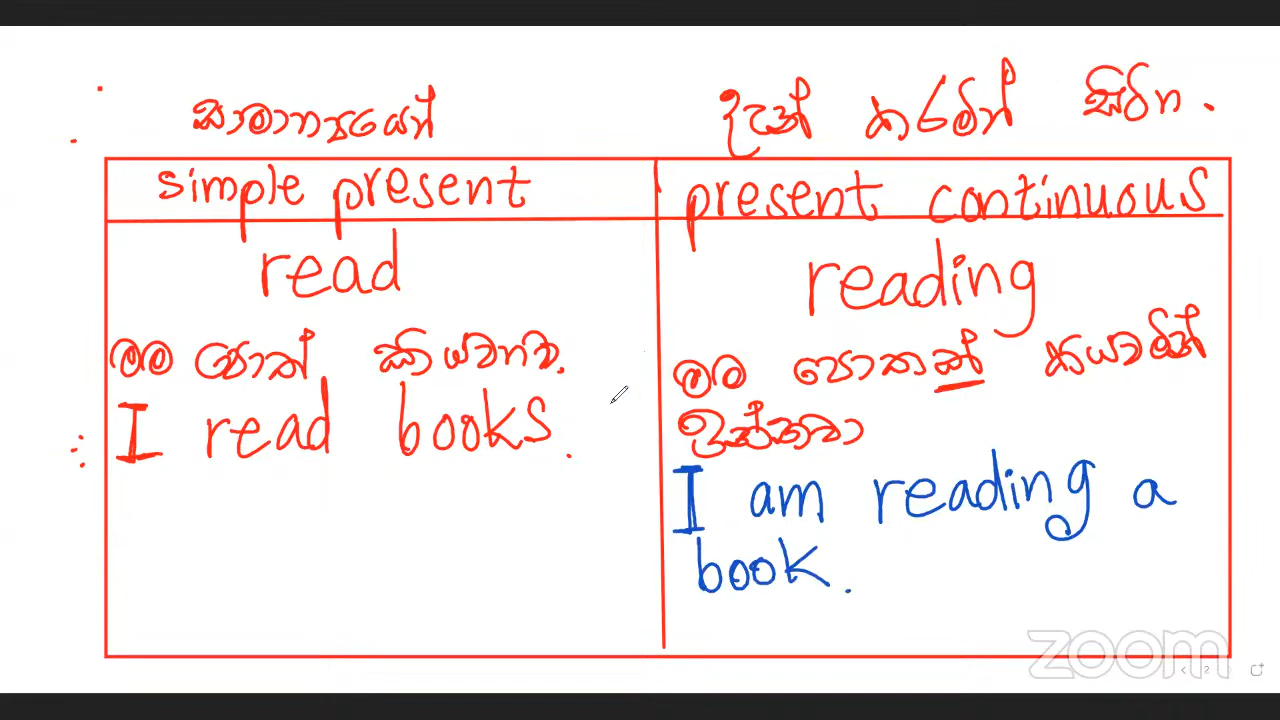 සාමාන්‍යයෙන්
දැන් කරමින් සිටින .
simple present
present continuous
read
reading
මම පොත් කියවනවා.
I read books.
මම පොතක් කියවමින්
ඉන්නවා
I am reading a
book.
zoom
2